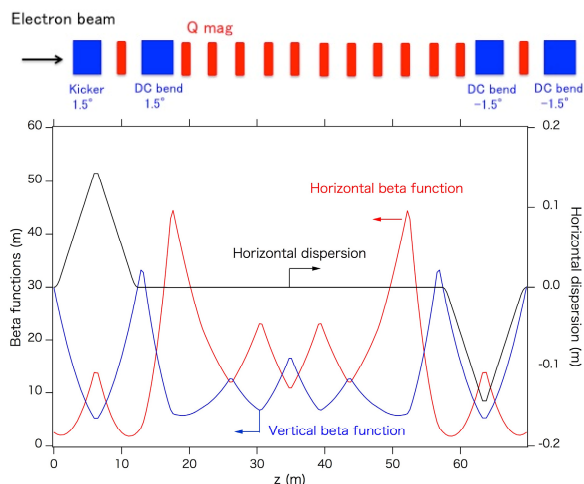 Electron beam
Q mag
Kicker
1.5°
DC bend
1.5°
DC bend
-1.5°
DC bend
-1.5°
60
50
40
30
20
10
0
Beta functions (m)
0.2
0.1
0.0
-0.1
-0.2
Horizontal dispersion (m)
Horizontal beta function
Horizontal dispersion
Vertical beta function
0
10
20
30
40
50
60
z (m)